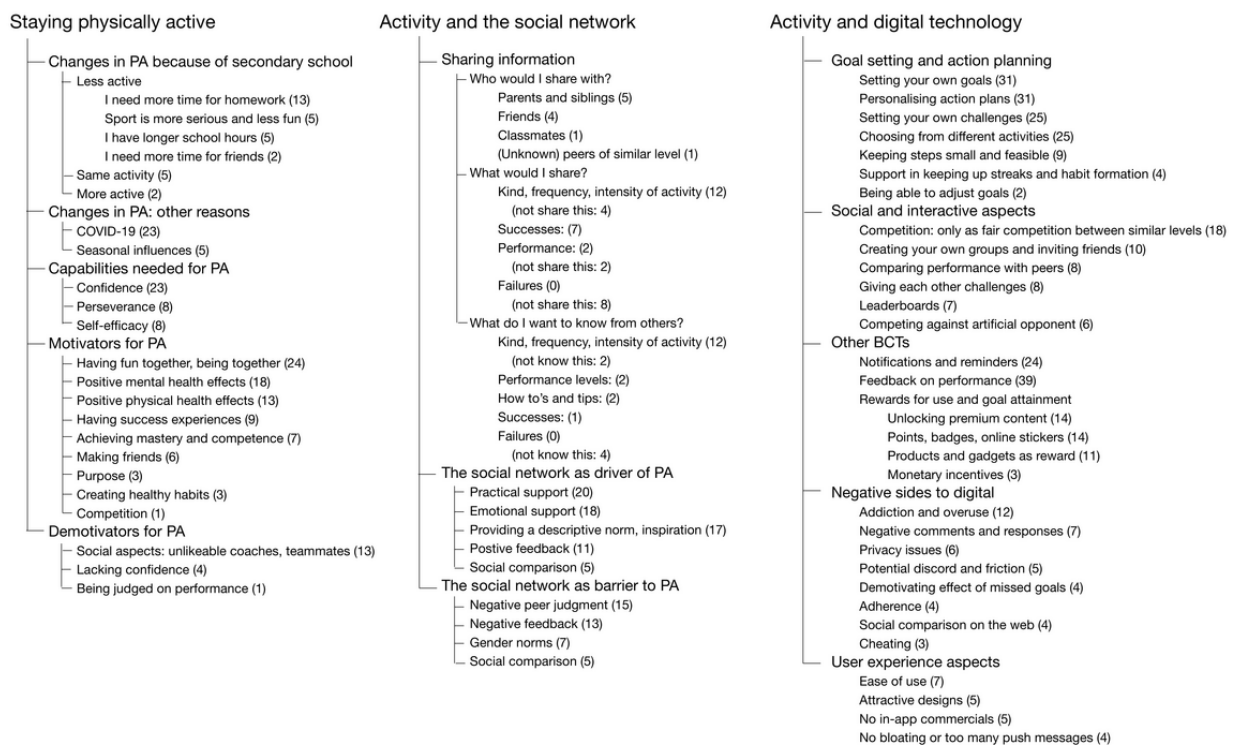 Staying physically active
Changes in PA because of secondary school
Less active
I need more time for homework (13)
Sport is more serious and less fun (5)
I have longer school hours (5)
I need more time for friends (2)
Same activity (5)
More active (2)
Changes in PA: other reasons
COVID-19 (23)
Seasonal influences (5)
Capabilities needed for PA
Confidence (23)
Perseverance (8)
Self-efficacy (8)
Motivators for PA
Having fun together, being together (24)
Positive mental health effects (18)
Positive physical health effects (13)
Having success experiences (9)
Achieving mastery and competence (7)
Making friends (6)
Purpose (3)
Creating healthy habits (3)
Competition (1)
Demotivators for PA
Social aspects: unlikeable coaches, teammates (13)
Lacking confidence (4)
Being judged on performance (1)
Activity and the social network
Sharing information
Who would I share with?
Parents and siblings (5)
Friends (4)
Classmates (1)
(Unknown) peers of similar level (1)
What would I share?
Kind, frequency, intensity of activity (12)
(not share this: 4)
Successes: (7)
Performance: (2)
(not share this: 2)
Failures (0)
(not share this: 8)
What do I want to know from others?
Kind, frequency, intensity of activity (12)
(not know this: 2)
Performance levels: (2)
How to's and tips: (2)
Successes: (1)
Failures (0)
(not know this: 4)
The social network as driver of PA
Practical support (20)
Emotional support (18)
Providing a descriptive norm, inspiration (17)
Postive feedback (11)
Social comparison (5)
The social network as barrier to PA
Negative peer judgment (15)
Negative feedback (13)
Gender norms (7)
Social comparison (5)
Activity and digital technology
Goal setting and action planning
Setting your own goals (31)
Personalising action plans (31)
Setting your own challenges (25)
Choosing from different activities (25)
Keeping steps small and feasible (9)
Support in keeping up streaks and habit formation (4)
Being able to adjust goals (2)
Social and interactive aspects
Competition: only as fair competition between similar levels (18)
Creating your own groups and inviting friends (10)
Comparing performance with peers (8)
Giving each other challenges (8)
Leaderboards (7)
Competing against artificial opponent (6)
Other BCTs
Notifications and reminders (24)
Feedback on performance (39)
Rewards for use and goal attainment
Unlocking premium content (14)
Points, badges, online stickers (14)
Products and gadgets as reward (11)
Monetary incentives (3)
Negative sides to digital
Addiction and overuse (12)
Negative comments and responses (7)
Privacy issues (6)
Potential discord and friction (5)
Demotivating effect of missed goals (4)
Adherence (4)
Social comparison on the web (4)
Cheating (3)
User experience aspects
Ease of use (7)
Attractive designs (5)
No in-app commercials (5)
No bloating or too many push messages (4)